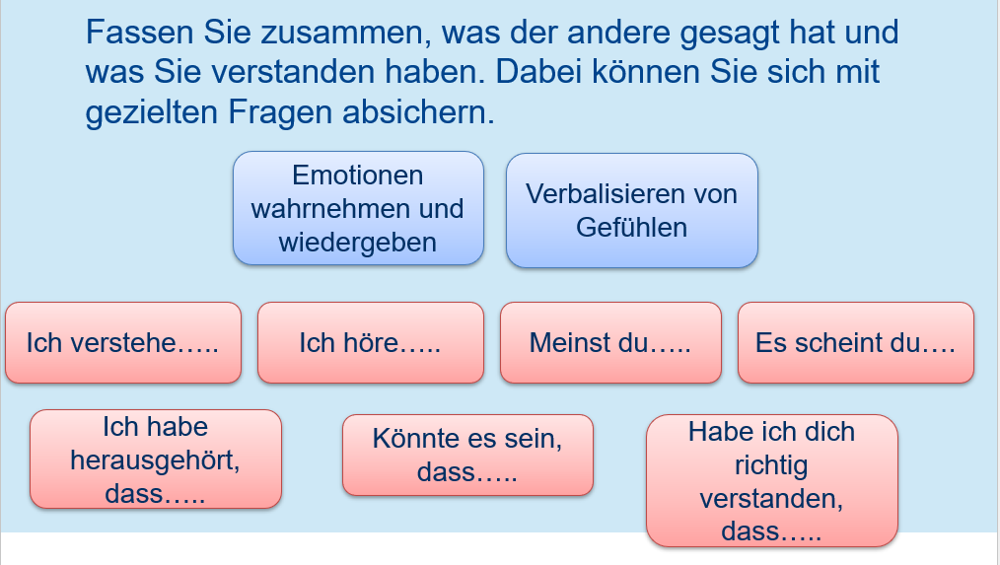 Fassen Sie zusammen, was der andere gesagt hat und
was Sie verstanden haben. Dabei können Sie sich mit
gezielten Fragen absichern.
Emotionen
wahrnehmen und
wiedergeben
Verbalisieren von
Gefühlen
Ich verstehe…..
Ich höre…..
Meinst du…..
Es scheint du….
Ich habe
herausgehört,
dass…..
Könnte es sein,
dass…..
Habe ich dich
richtig
verstanden,
dass…..